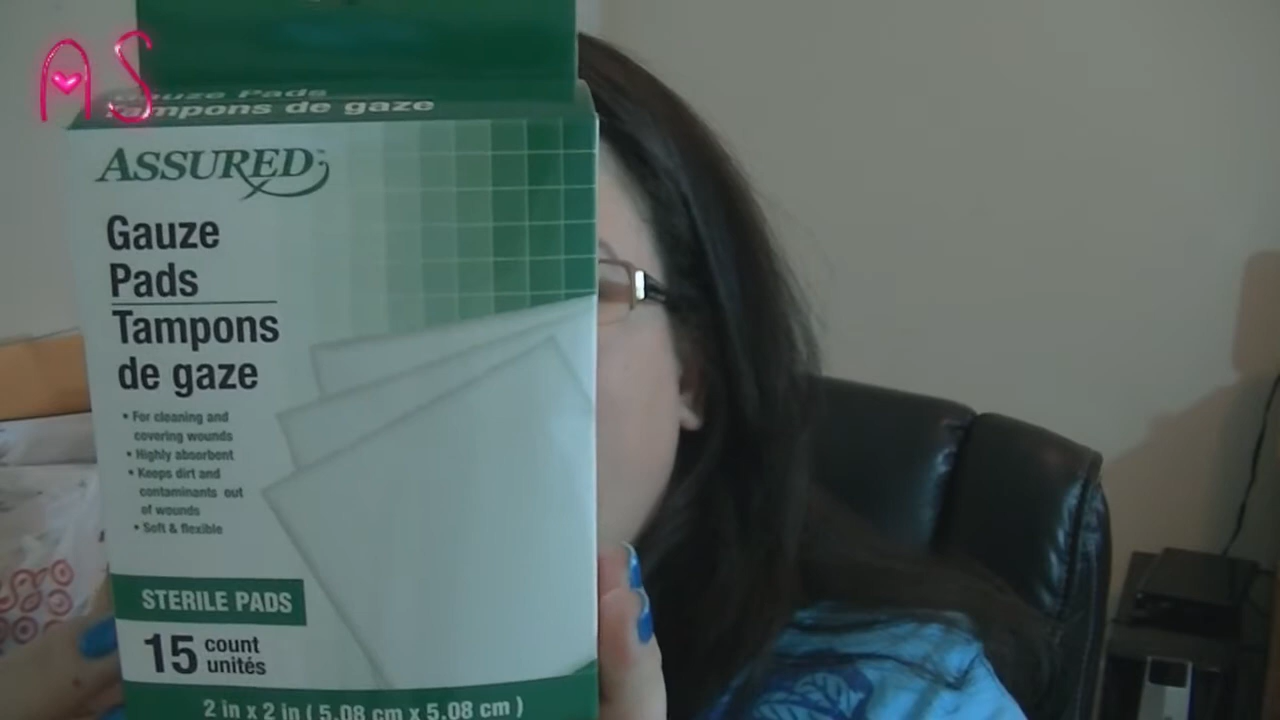 AS
Gauze Pads
Tampons de gaze
ASSURED
Gauze
Pads
Tampons
de gaze
• For cleaning and
covering wounds
• Highly absorbent
• Keeps dirt and
contaminants out
of wounds
• Soft & flexible
STERILE PADS
15 count
unités
2 in x 2 in ( 5.08 cm x 5.08 cm )